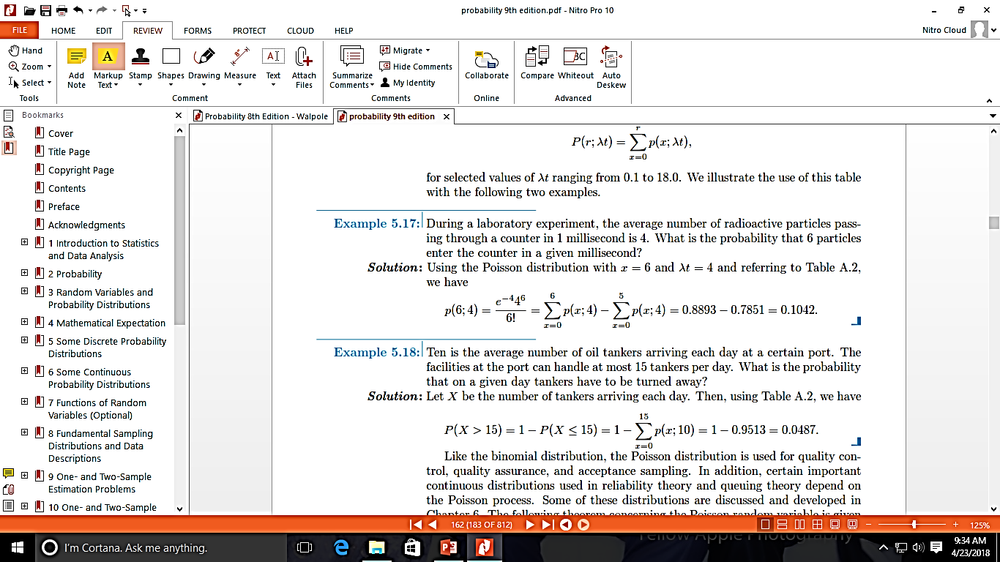 probability 9th edition.pdf - Nitro Pro 10
FILE HOME EDIT REVIEW FORMS PROTECT CLOUD HELP
Nitro Cloud
Hand
Zoom
Select
Tools
Add Note
Markup Text
Stamp
Shapes
Drawing
Measure
Text
Attach Files
Comment
Summarize Comments
Migrate
Hide Comments
My Identity
Comments
Collaborate
Online
Compare
Whiteout
Auto Deskew
Advanced
Bookmarks
Probability 8th Edition - Walpole
probability 9th edition
Cover
Title Page
Copyright Page
Contents
Preface
Acknowledgments
1 Introduction to Statistics
and Data Analysis
2 Probability
3 Random Variables and
Probability Distributions
4 Mathematical Expectation
5 Some Discrete Probability
Distributions
6 Some Continuous
Probability Distributions
7 Functions of Random
Variables (Optional)
8 Fundamental Sampling
Distributions and Data
Descriptions
9 One- and Two-Sample
Estimation Problems
10 One- and Two-Sample
P(r; λt) = ∑_{x=0}^{r} p(x; λt),
for selected values of λt ranging from 0.1 to 18.0. We illustrate the use of this table
with the following two examples.
Example 5.17: During a laboratory experiment, the average number of radioactive particles pass-
ing through a counter in 1 millisecond is 4. What is the probability that 6 particles
enter the counter in a given millisecond?
Solution: Using the Poisson distribution with x = 6 and λt = 4 and referring to Table A.2,
we have
p(6; 4) = e^{-4}4^6 / 6! = ∑_{x=0}^{6} p(x; 4) − ∑_{x=0}^{5} p(x; 4) = 0.8893 − 0.7851 = 0.1042.
Example 5.18: Ten is the average number of oil tankers arriving each day at a certain port. The
facilities at the port can handle at most 15 tankers per day. What is the probability
that on a given day tankers have to be turned away?
Solution: Let X be the number of tankers arriving each day. Then, using Table A.2, we have
P(X > 15) = 1 − P(X ≤ 15) = 1 − ∑_{x=0}^{15} p(x; 10) = 1 − 0.9513 = 0.0487.
Like the binomial distribution, the Poisson distribution is used for quality con-
trol, quality assurance, and acceptance sampling. In addition, certain important
continuous distributions used in reliability theory and queuing theory depend on
the Poisson process. Some of these distributions are discussed and developed in
Chapter 6. The following theorem concerning the Poisson random variable is given
162 (183 OF 812)
125%
Yellow Apple Photography
I'm Cortana. Ask me anything.
9:34 AM
4/23/2018